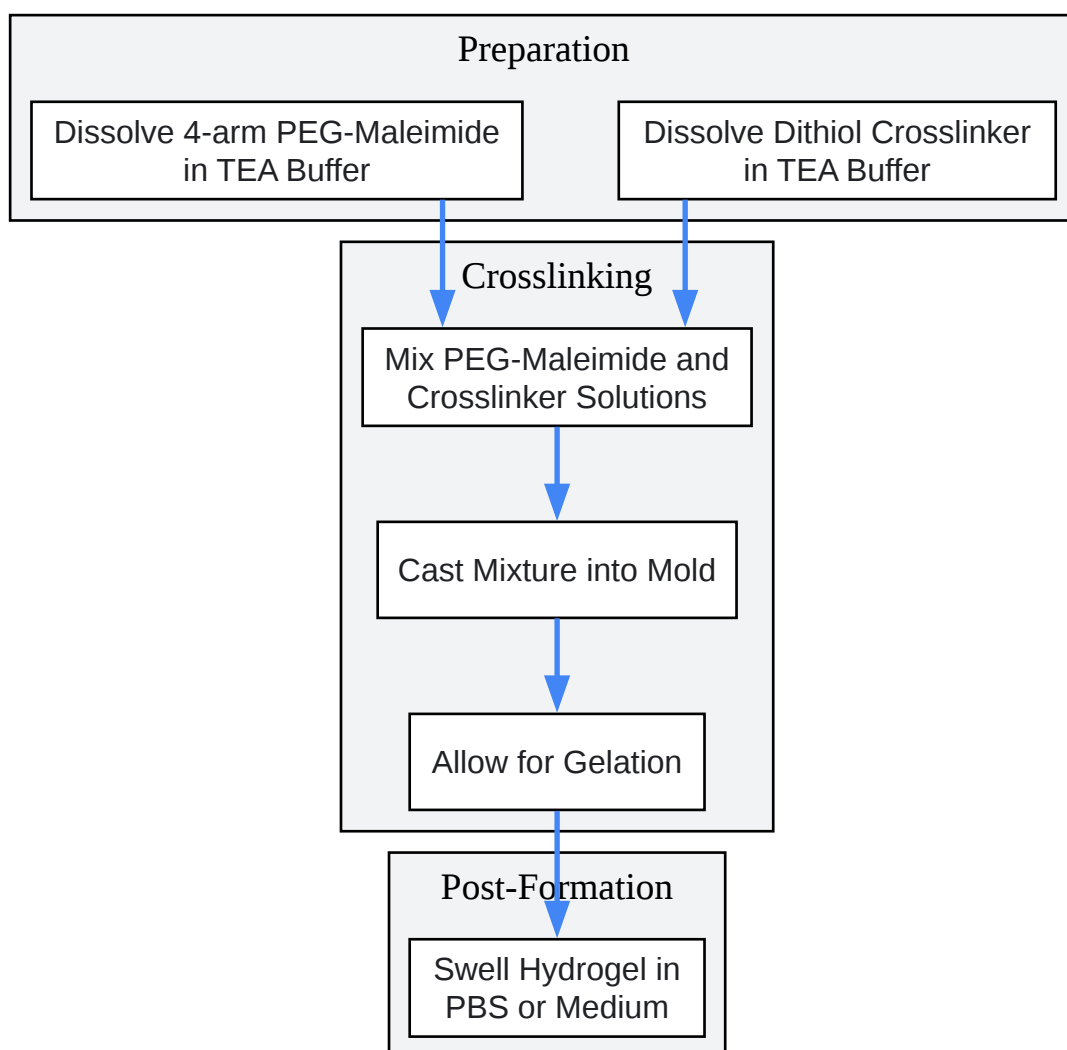 Preparation
Dissolve 4-arm PEG-Maleimide
in TEA Buffer
Dissolve Dithiol Crosslinker
in TEA Buffer
Crosslinking
Mix PEG-Maleimide and
Crosslinker Solutions
Cast Mixture into Mold
Allow for Gelation
Post-Formation
Swell Hydrogel in
PBS or Medium